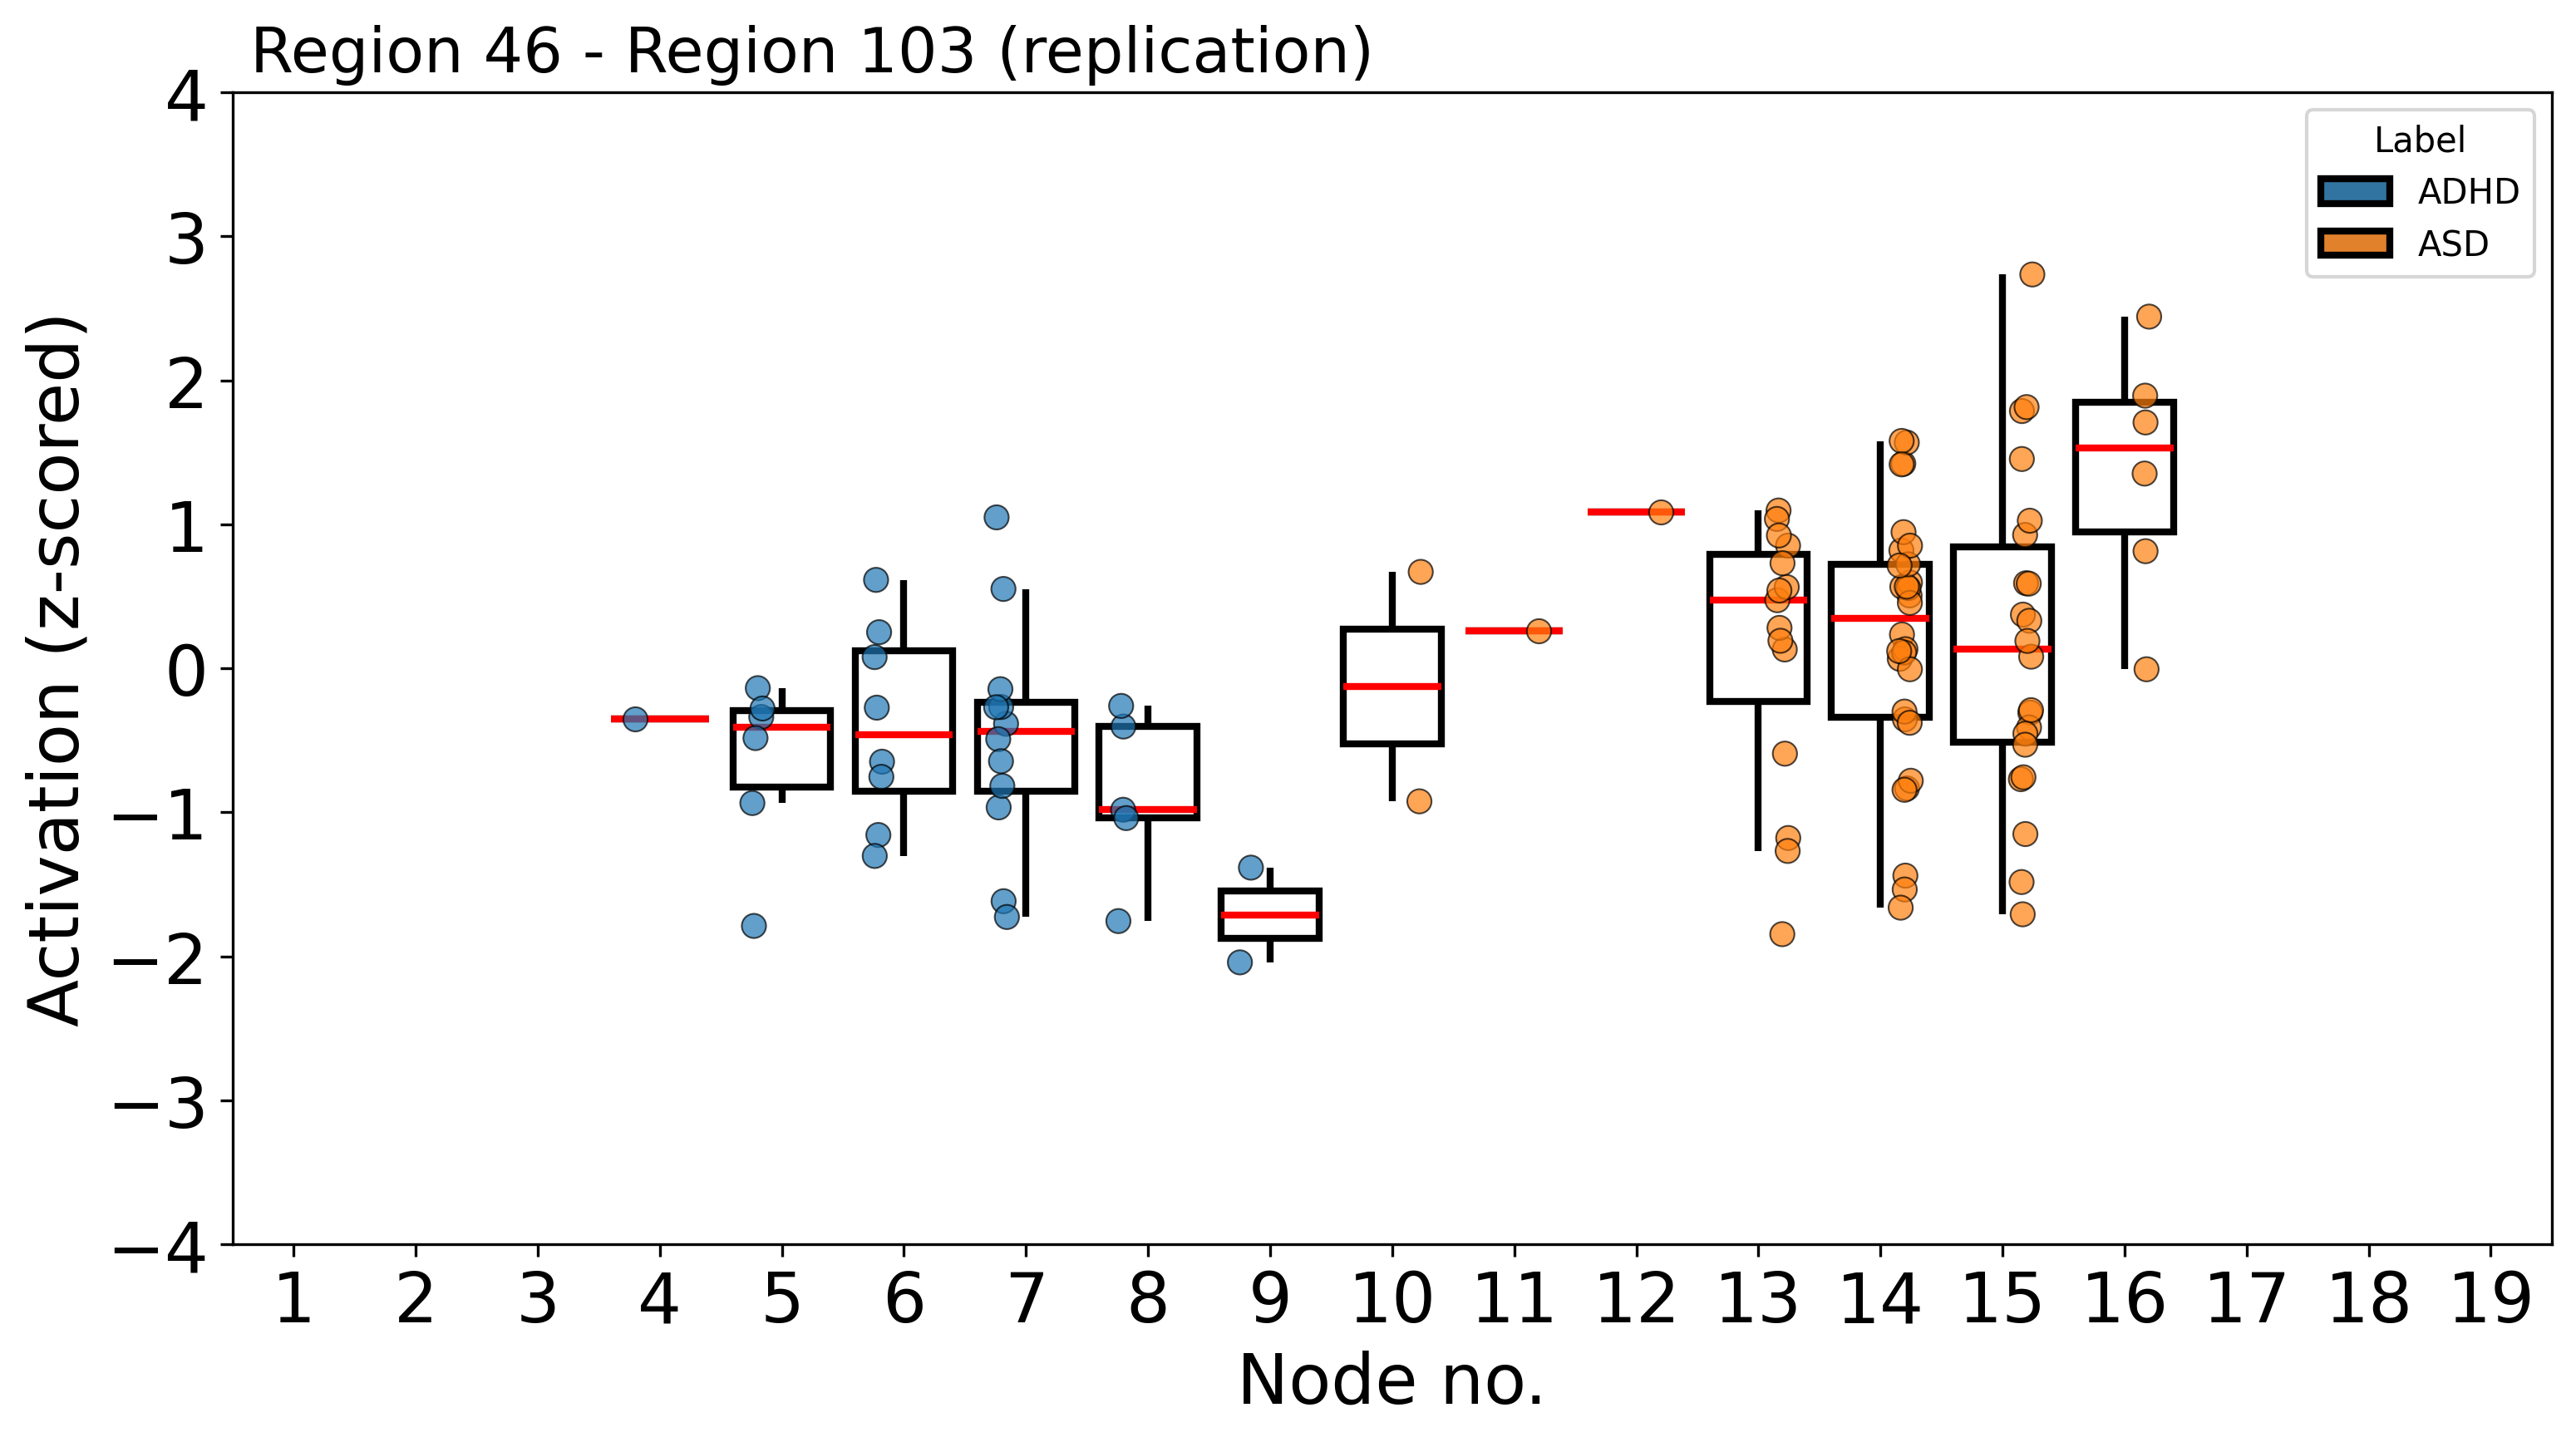 Region 46 - Region 103 (replication)
4
3
2
1
0
−1
−2
−3
−4
Activation (z-scored)
Label
ADHD
ASD
1 2 3 4 5 6 7 8 9 10 11 12 13 14 15 16 17 18 19
Node no.